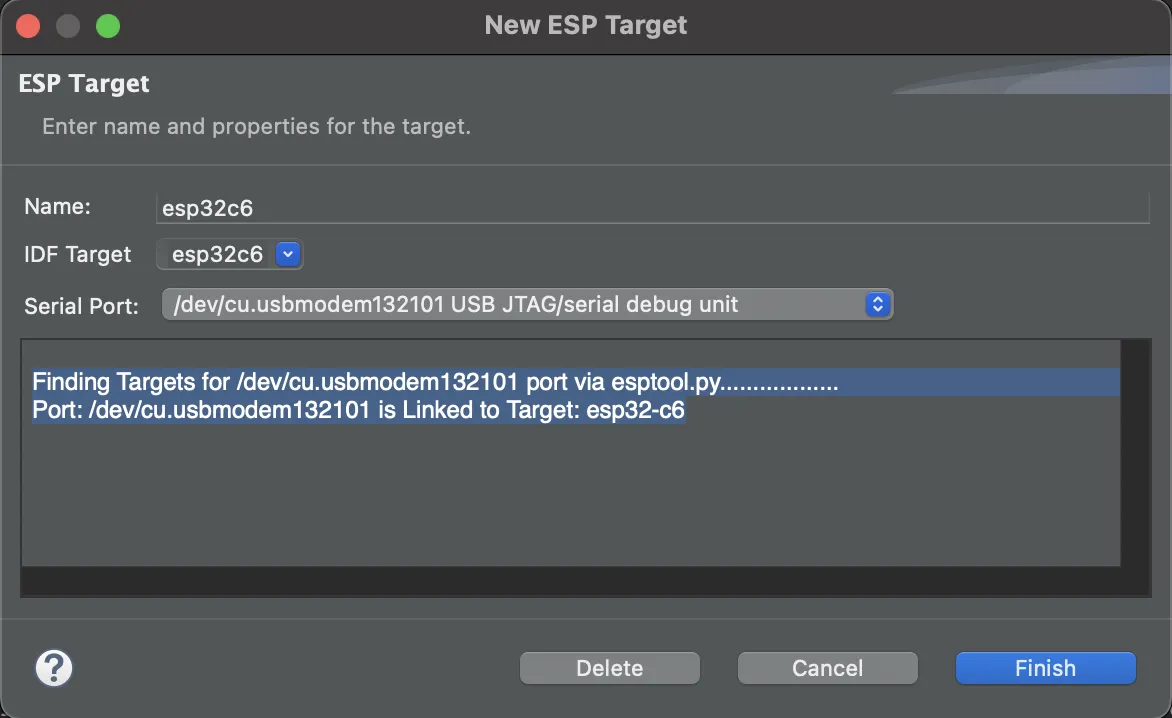 New ESP Target
ESP Target
Enter name and properties for the target.
Name: esp32c6
IDF Target esp32c6
Serial Port: /dev/cu.usbmodem132101 USB JTAG/serial debug unit
Finding Targets for /dev/cu.usbmodem132101 port via esptool.py..................
Port: /dev/cu.usbmodem132101 is Linked to Target: esp32-c6
? Delete Cancel Finish